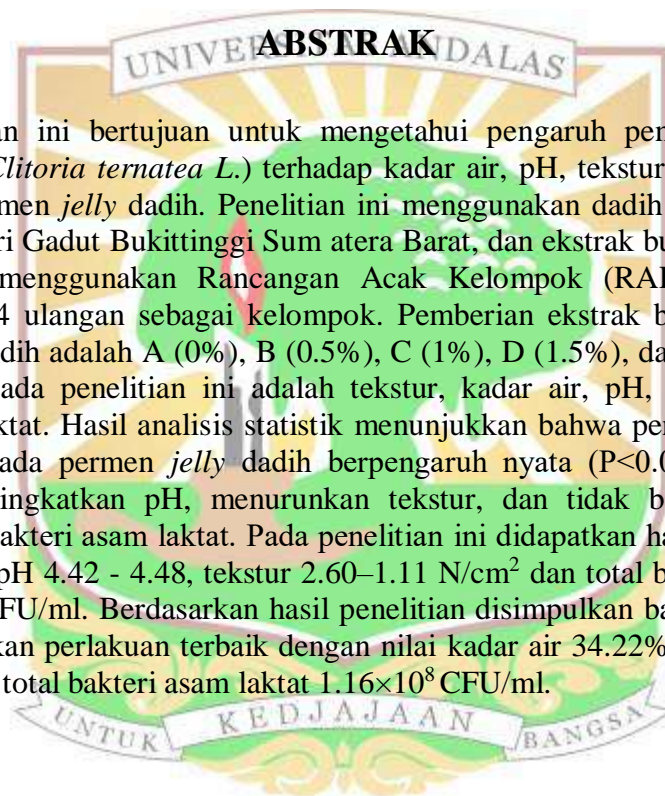 UNIVERSITAS ANDALAS
ABSTRAK
an ini bertujuan untuk mengetahui pengaruh pen
Clitoria ternatea L.) terhadap kadar air, pH, tekstur
rmen jelly dadih. Penelitian ini menggunakan dadih
ri Gadut Bukittinggi Sum atera Barat, dan ekstrak bu
menggunakan Rancangan Acak Kelompok (RAK
4 ulangan sebagai kelompok. Pemberian ekstrak b
dih adalah A (0%), B (0.5%), C (1%), D (1.5%), da
ada penelitian ini adalah tekstur, kadar air, pH,
ktat. Hasil analisis statistik menunjukkan bahwa per
ada permen jelly dadih berpengaruh nyata (P<0.0
ingkatkan pH, menurunkan tekstur, dan tidak b
akteri asam laktat. Pada penelitian ini didapatkan ha
pH 4.42 - 4.48, tekstur 2.60–1.11 N/cm² dan total b
FU/ml. Berdasarkan hasil penelitian disimpulkan ba
kan perlakuan terbaik dengan nilai kadar air 34.22%
total bakteri asam laktat 1.16×10⁸ CFU/ml.
UNTUK KEDJAJAAN BANGSA